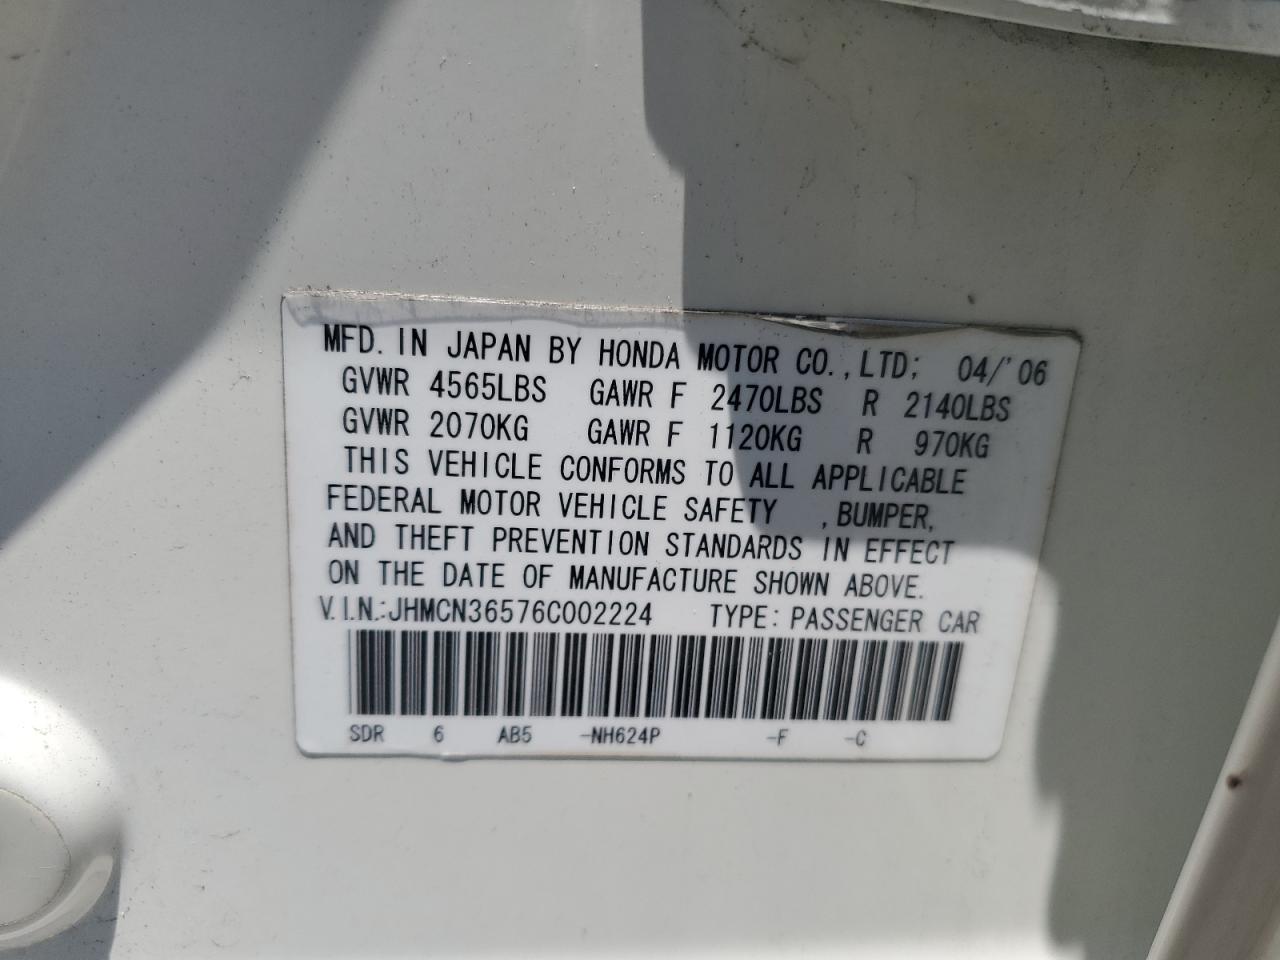 MFD. IN JAPAN BY HONDA MOTOR CO., LTD; 04/'06
GVWR 4565LBS GAWR F 2470LBS R 2140LBS
GVWR 2070KG GAWR F 1120KG R 970KG
THIS VEHICLE CONFORMS TO ALL APPLICABLE
FEDERAL MOTOR VEHICLE SAFETY , BUMPER,
AND THEFT PREVENTION STANDARDS IN EFFECT
ON THE DATE OF MANUFACTURE SHOWN ABOVE.
V.I.N.:JHMCN36576C002224 TYPE: PASSENGER CAR
SDR 6 AB5 -NH624P -F -C